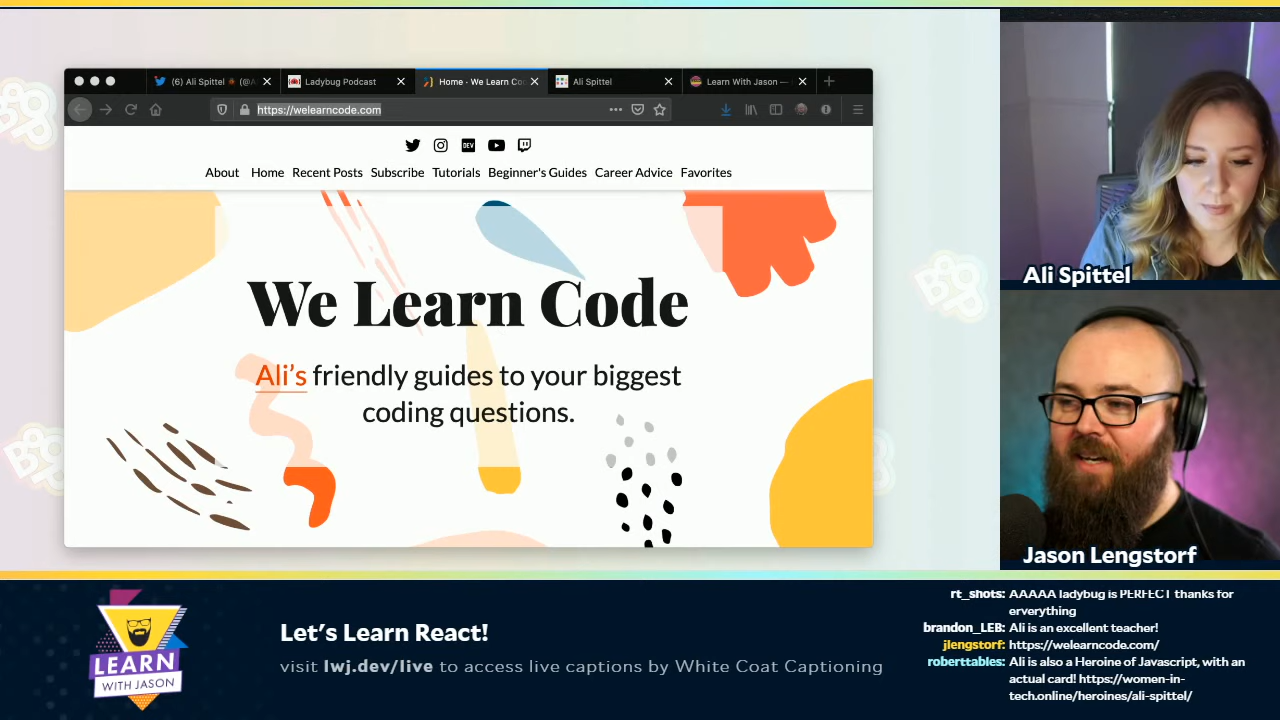 (6) Ali Spittel
(@A
Ladybug Podcast
Home · We Learn Co
Ali Spittel
Learn With Jason —
https://welearncode.com
DEV
About Home Recent Posts Subscribe Tutorials Beginner's Guides Career Advice Favorites
We Learn Code
Ali's friendly guides to your biggest
coding questions.
Ali Spittel
Jason Lengstorf
LEARN
WITH JASON
Let's Learn React!
visit lwj.dev/live to access live captions by White Coat Captioning
rt_shots: AAAAA ladybug is PERFECT thanks for
erverything
brandon_LEB: Ali is an excellent teacher!
jlengstorf: https://welearncode.com/
roberttables: Ali is also a Heroine of Javascript, with an
actual card! https://women-in-
tech.online/heroines/ali-spittel/